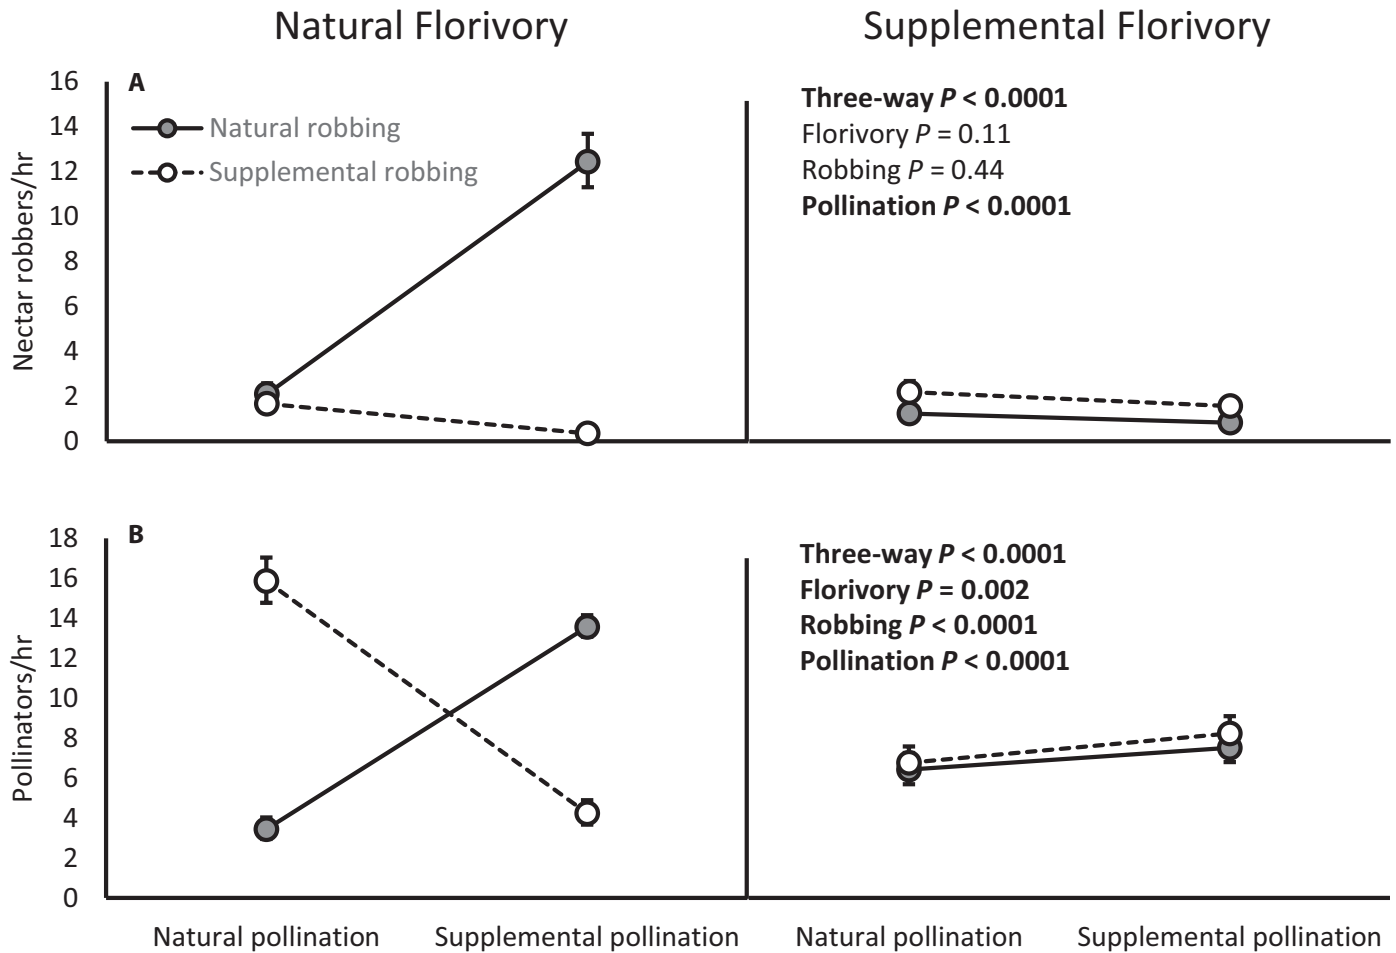 Natural Florivory
Supplemental Florivory
A
Nectar robbers/hr
16
14
12
10
8
6
4
2
0
Natural robbing
Supplemental robbing
Three-way P < 0.0001
Florivory P = 0.11
Robbing P = 0.44
Pollination P < 0.0001
B
Pollinators/hr
18
16
14
12
10
8
6
4
2
0
Three-way P < 0.0001
Florivory P = 0.002
Robbing P < 0.0001
Pollination P < 0.0001
Natural pollination
Supplemental pollination
Natural pollination
Supplemental pollination